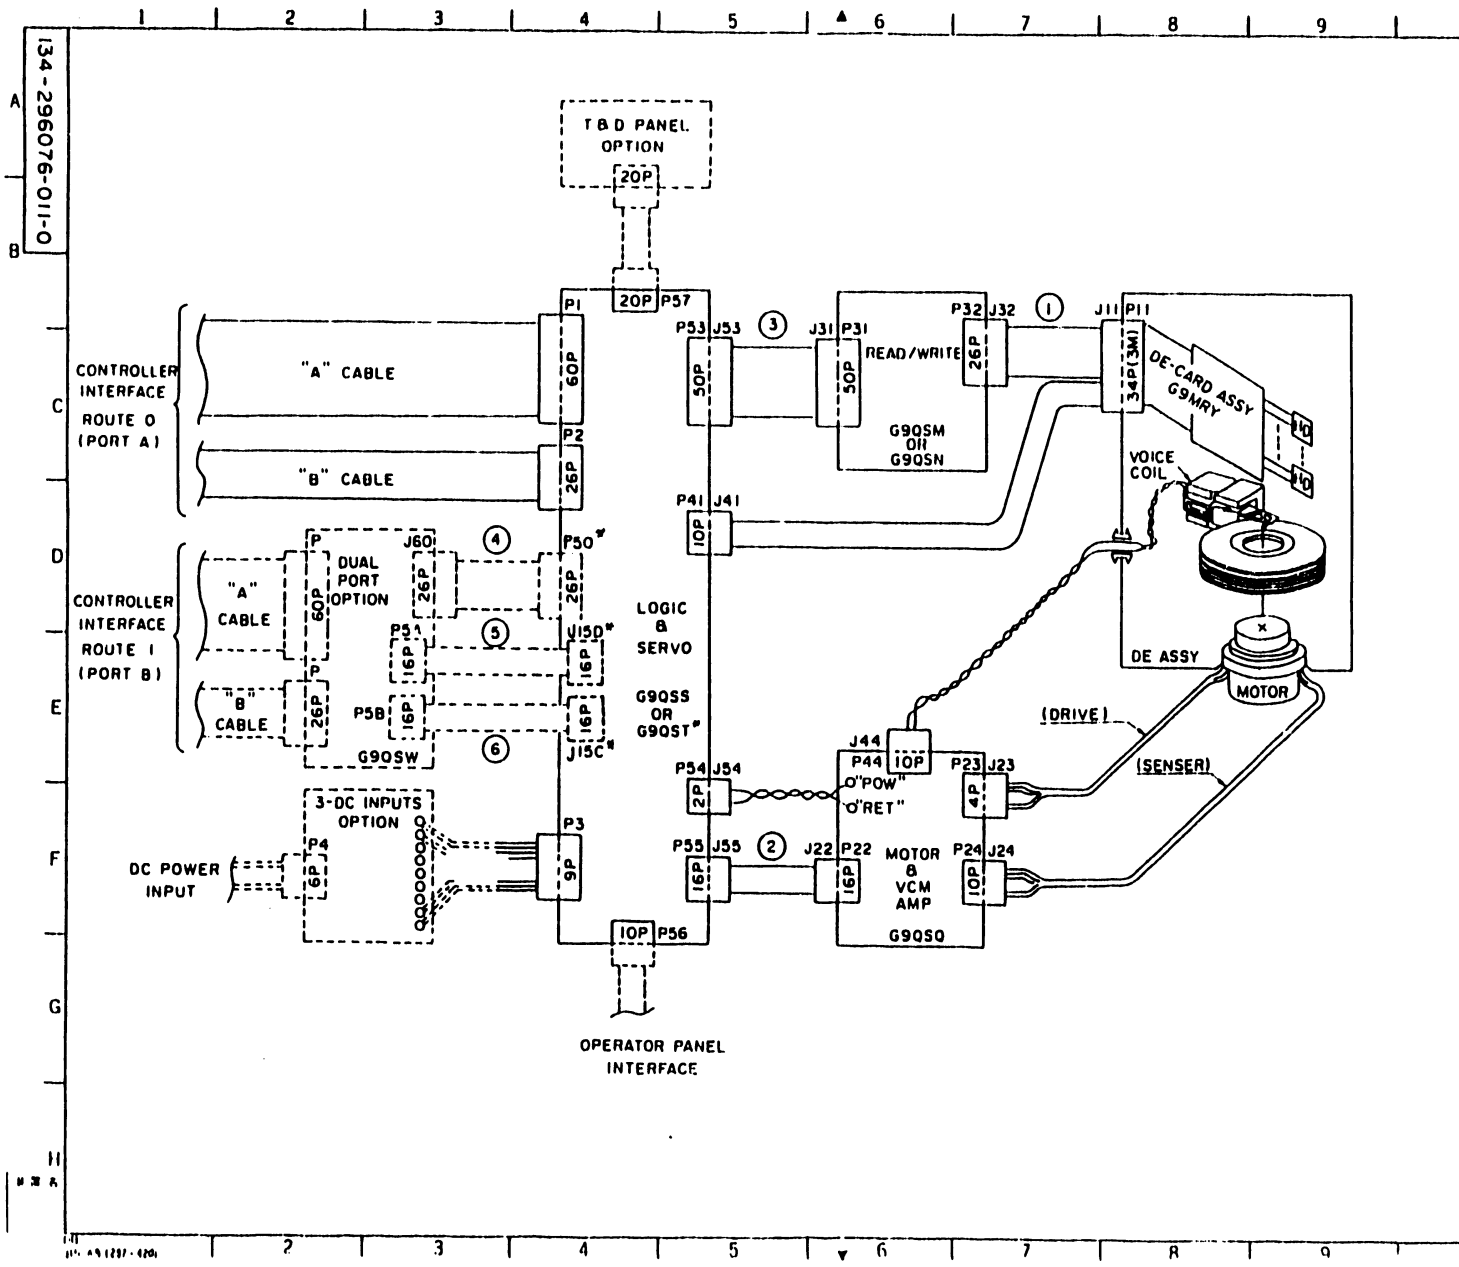 1 2 3 4 5 6 7 8 9
134-296076-011-0
A
B
C
D
E
F
G
H
T & D PANEL
OPTION
20P
20P P57
P1
60P
P2
26P
CONTROLLER
INTERFACE
ROUTE 0
(PORT A)
"A" CABLE
"B" CABLE
P53 J53
50P
3
J31 P31
50P
READ/WRITE
P32 J32
26P
G9QSM
OR
G9QSN
1
J11 P11
34P(3M)
DE-CARD ASSY
G9MRY
VOICE
COIL
P41 J41
10P
CONTROLLER
INTERFACE
ROUTE 1
(PORT B)
"A"
CABLE
"B"
CABLE
P
60P
P
26P
DUAL
PORT
OPTION
J60
26P
4
P50*
26P
P5A
16P
5
J15D*
16P
P5B
16P
6
16P
J15C*
G9QSW
LOGIC
&
SERVO
G9QSS
OR
G9QST*
DE ASSY
MOTOR
(DRIVE)
(SENSER)
J44
P44
10P
"POW"
"RET"
P54 J54
2P
P23 J23
4P
3-DC INPUTS
OPTION
P4
6P
DC POWER
INPUT
P3
9P
P55 J55
16P
2
J22 P22
16P
MOTOR
&
VCM
AMP
G9QSQ
P24 J24
10P
10P P56
OPERATOR PANEL
INTERFACE
2 3 4 5 6 7 8 9